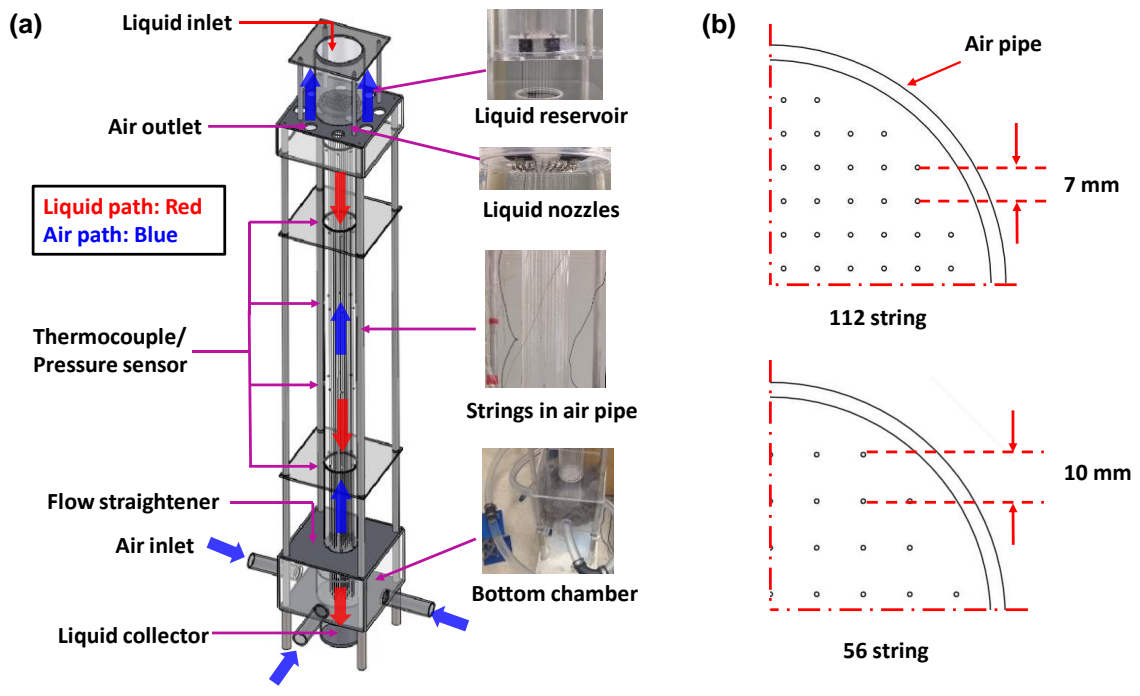 (a)
Liquid inlet
Air outlet
Liquid path: Red
Air path: Blue
Thermocouple/
Pressure sensor
Flow straightener
Air inlet
Liquid collector
Liquid reservoir
Liquid nozzles
Strings in air pipe
Bottom chamber
(b)
Air pipe
7 mm
112 string
10 mm
56 string